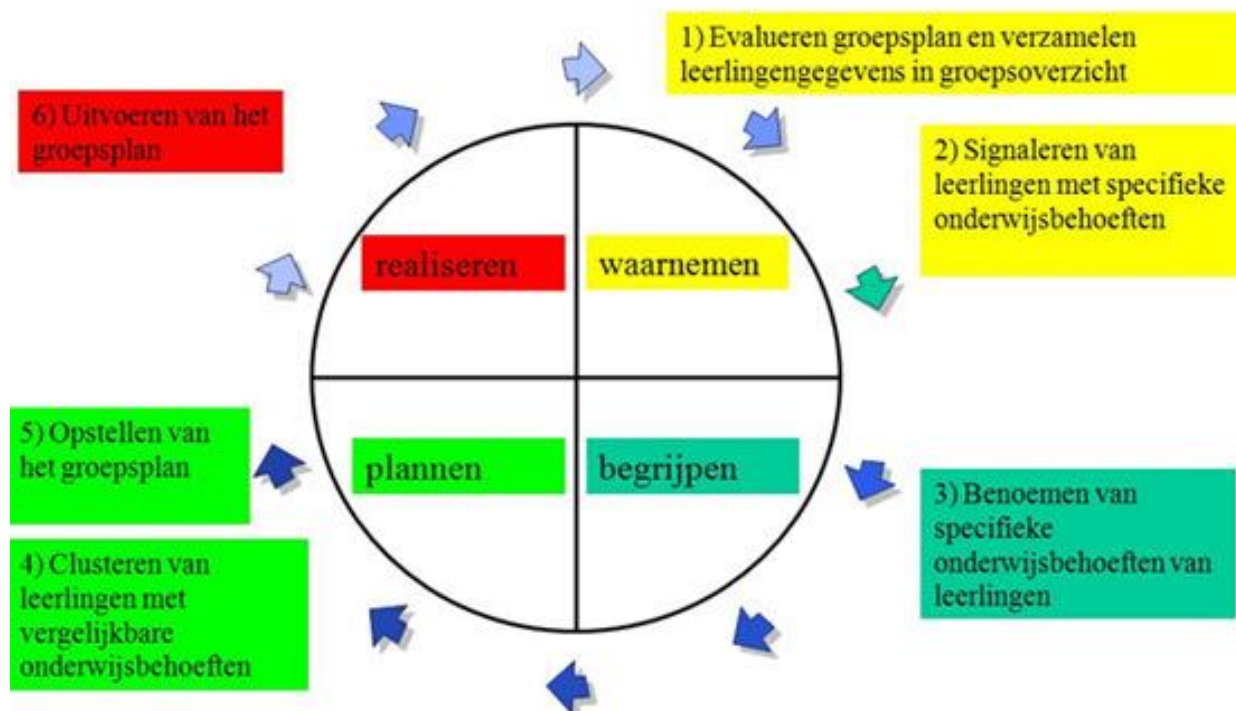 1) Evalueren groepsplan en verzamelen
leerlingengegevens in groepsoverzicht
2) Signaleren van
leerlingen met specifieke
onderwijsbehoeften
3) Benoemen van
specifieke
onderwijsbehoeften van
leerlingen
4) Clusteren van
leerlingen met
vergelijkbare
onderwijsbehoeften
5) Opstellen van
het groepsplan
6) Uitvoeren van het
groepsplan
realiseren
waarnemen
plannen
begrijpen